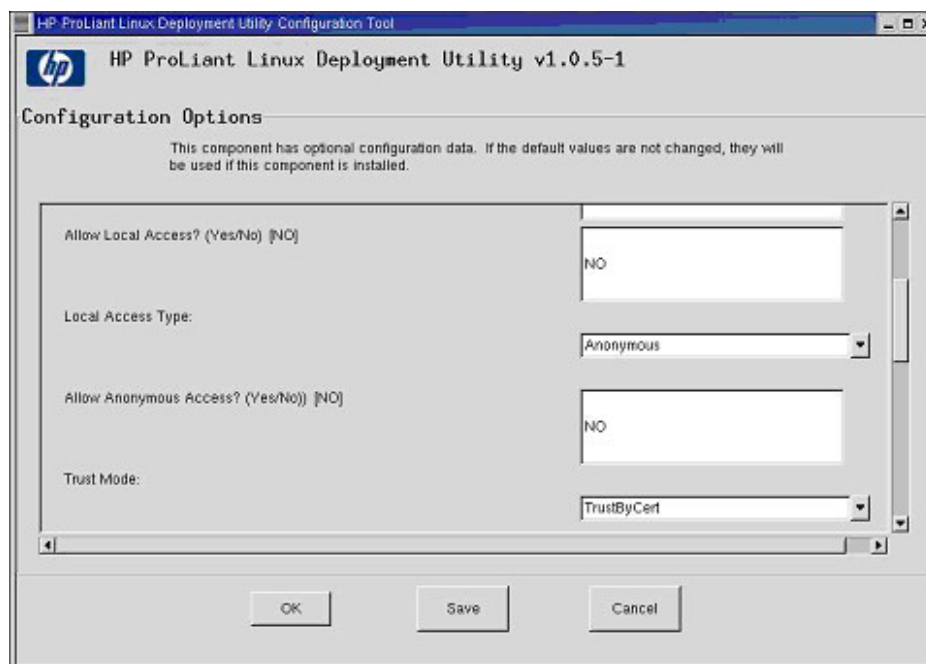 HP ProLiant Linux Deployment Utility Configuration Tool
hp
HP ProLiant Linux Deployment Utility v1.0.5-1
Configuration Options
This component has optional configuration data. If the default values are not changed, they will
be used if this component is installed.
Allow Local Access? (Yes/No) [NO]
NO
Local Access Type:
Anonymous
Allow Anonymous Access? (Yes/No)) [NO]
NO
Trust Mode:
TrustByCert
OK Save Cancel